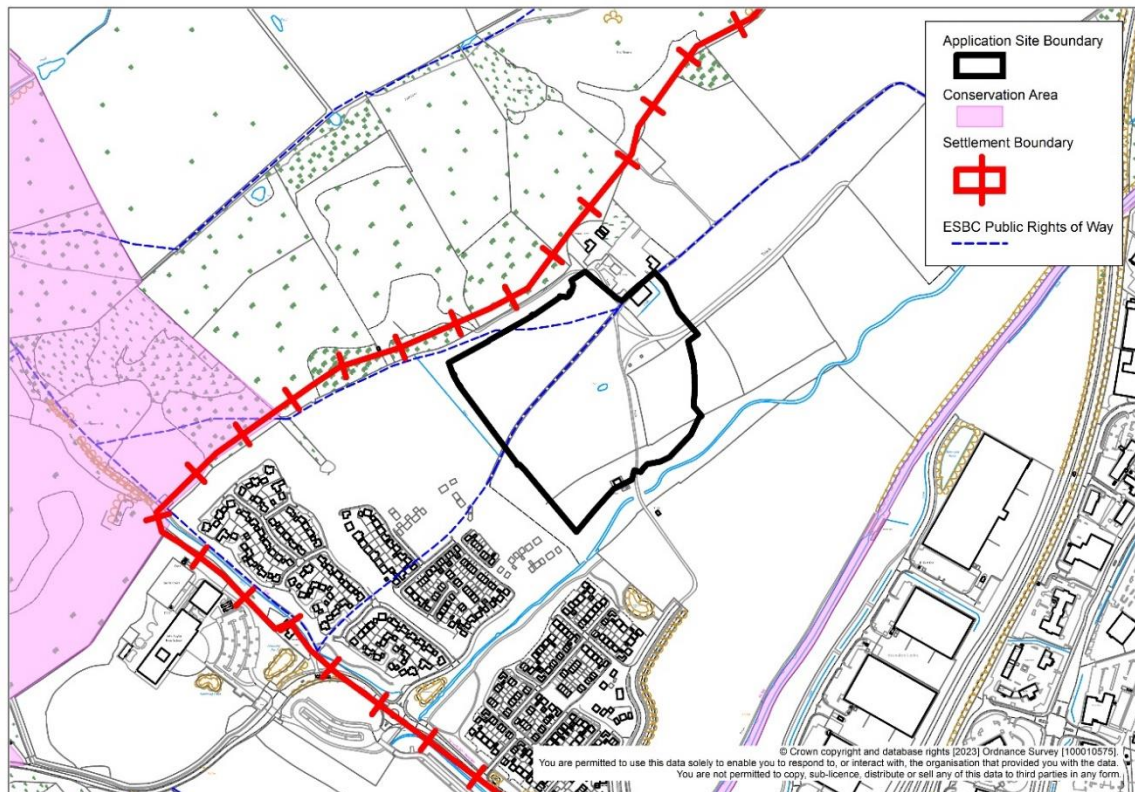 Application Site Boundary
Conservation Area
Settlement Boundary
ESBC Public Rights of Way
Track
© Crown copyright and database rights [2023] Ordnance Survey [100010575].
You are permitted to use this data solely to enable you to respond to, or interact with, the organisation that provided you with the data.
You are not permitted to copy, sub-licence, distribute or sell any of this data to third parties in any form.